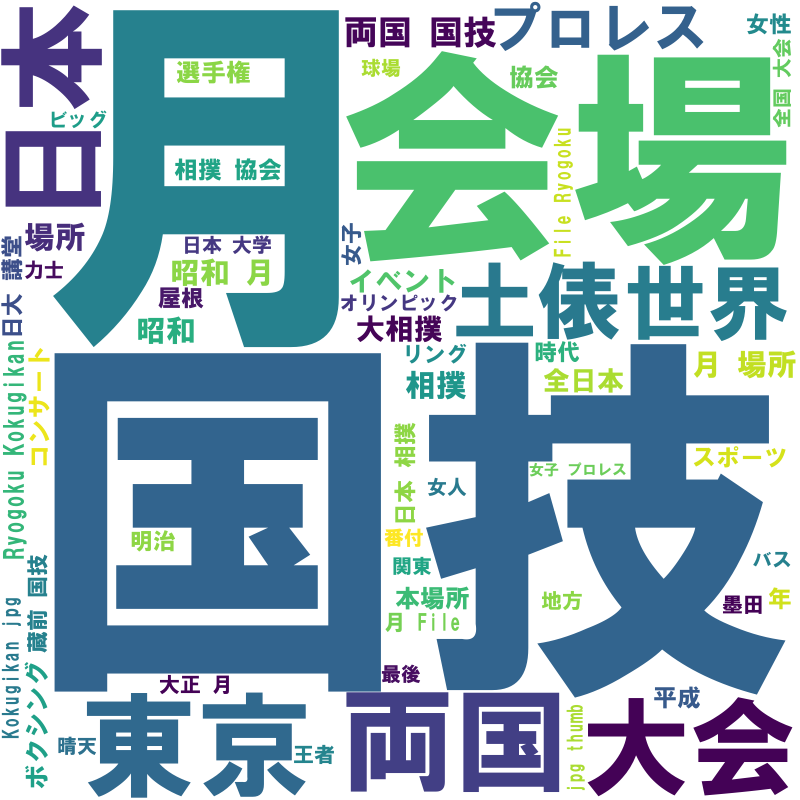 日本
月
両国 国技
プロレス
女性
全国 大会
ビッグ
選手権
球場
協会
会場
相撲 協会
File Ryogoku
場所
日本 大学
女子
日大 講堂
力士
昭和 月
イベント
土俵
世界
屋根
オリンピック
昭和
大相撲
リング
時代
月 場所
Ryogoku Kokugikan
コンサート
相撲
全日本
国技
日本 相撲
スポーツ
女人
女子 プロレス
明治
番付
関東
バス
蔵前 国技
本場所
地方
墨田
年
月 File
Kokugikan jpg
ボクシング
大正 月
最後
東京
両国
大会
平成
晴天
王者
jpg thumb